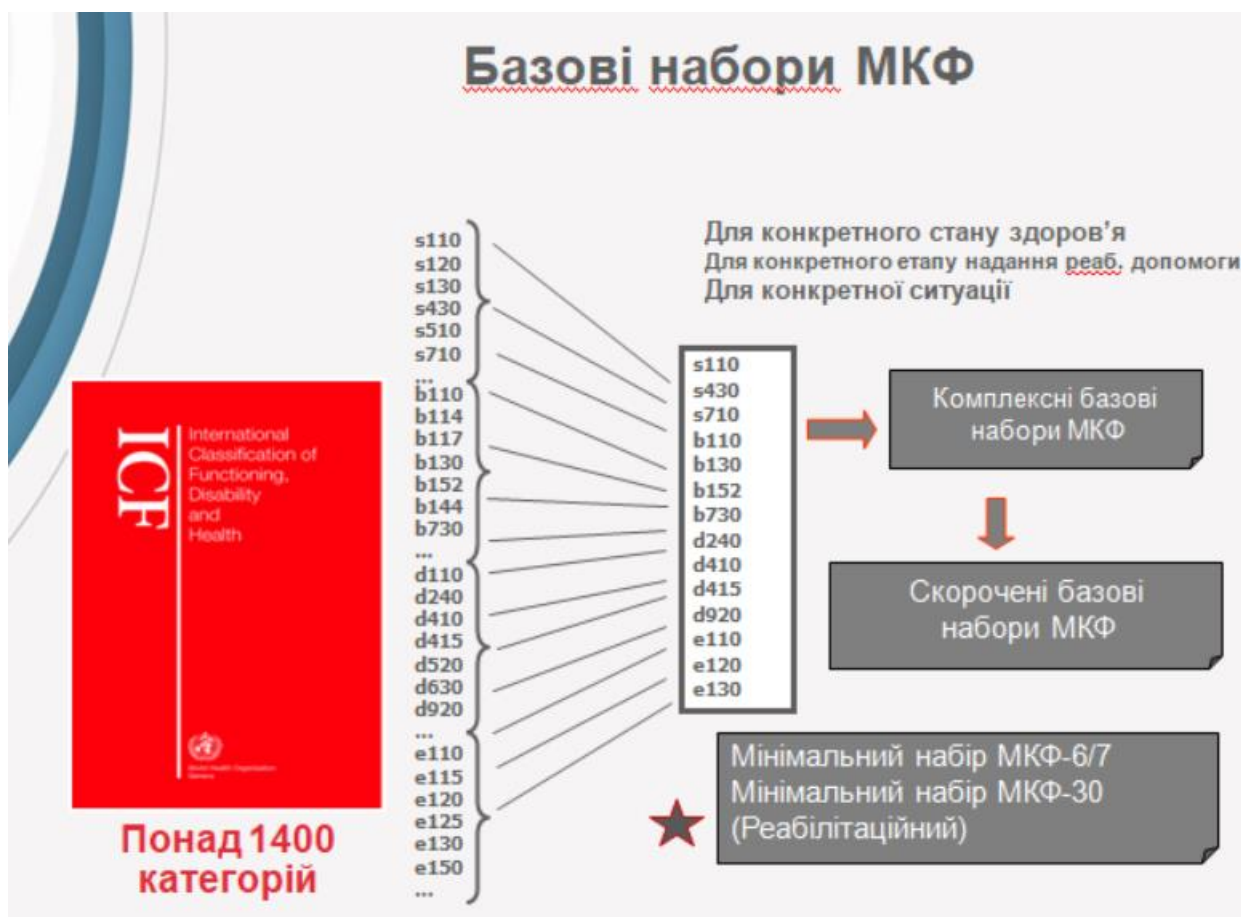 Базові набори МКФ
Для конкретного стану здоров’я
Для конкретного етапу надання реаб. допомоги
Для конкретної ситуації
ICF
International
Classification of
Functioning,
Disability
and
Health
World Health Organization
Geneva
Понад 1400
категорій
s110
s120
s130
s430
s510
s710
...
b110
b114
b117
b130
b152
b144
b730
...
d110
d240
d410
d415
d520
d630
d920
...
e110
e115
e120
e125
e130
e150
...
s110
s430
s710
b110
b130
b152
b730
d240
d410
d415
d920
e110
e120
e130
Комплексні базові
набори МКФ
Скорочені базові
набори МКФ
Мінімальний набір МКФ-6/7
Мінімальний набір МКФ-30
(Реабілітаційний)